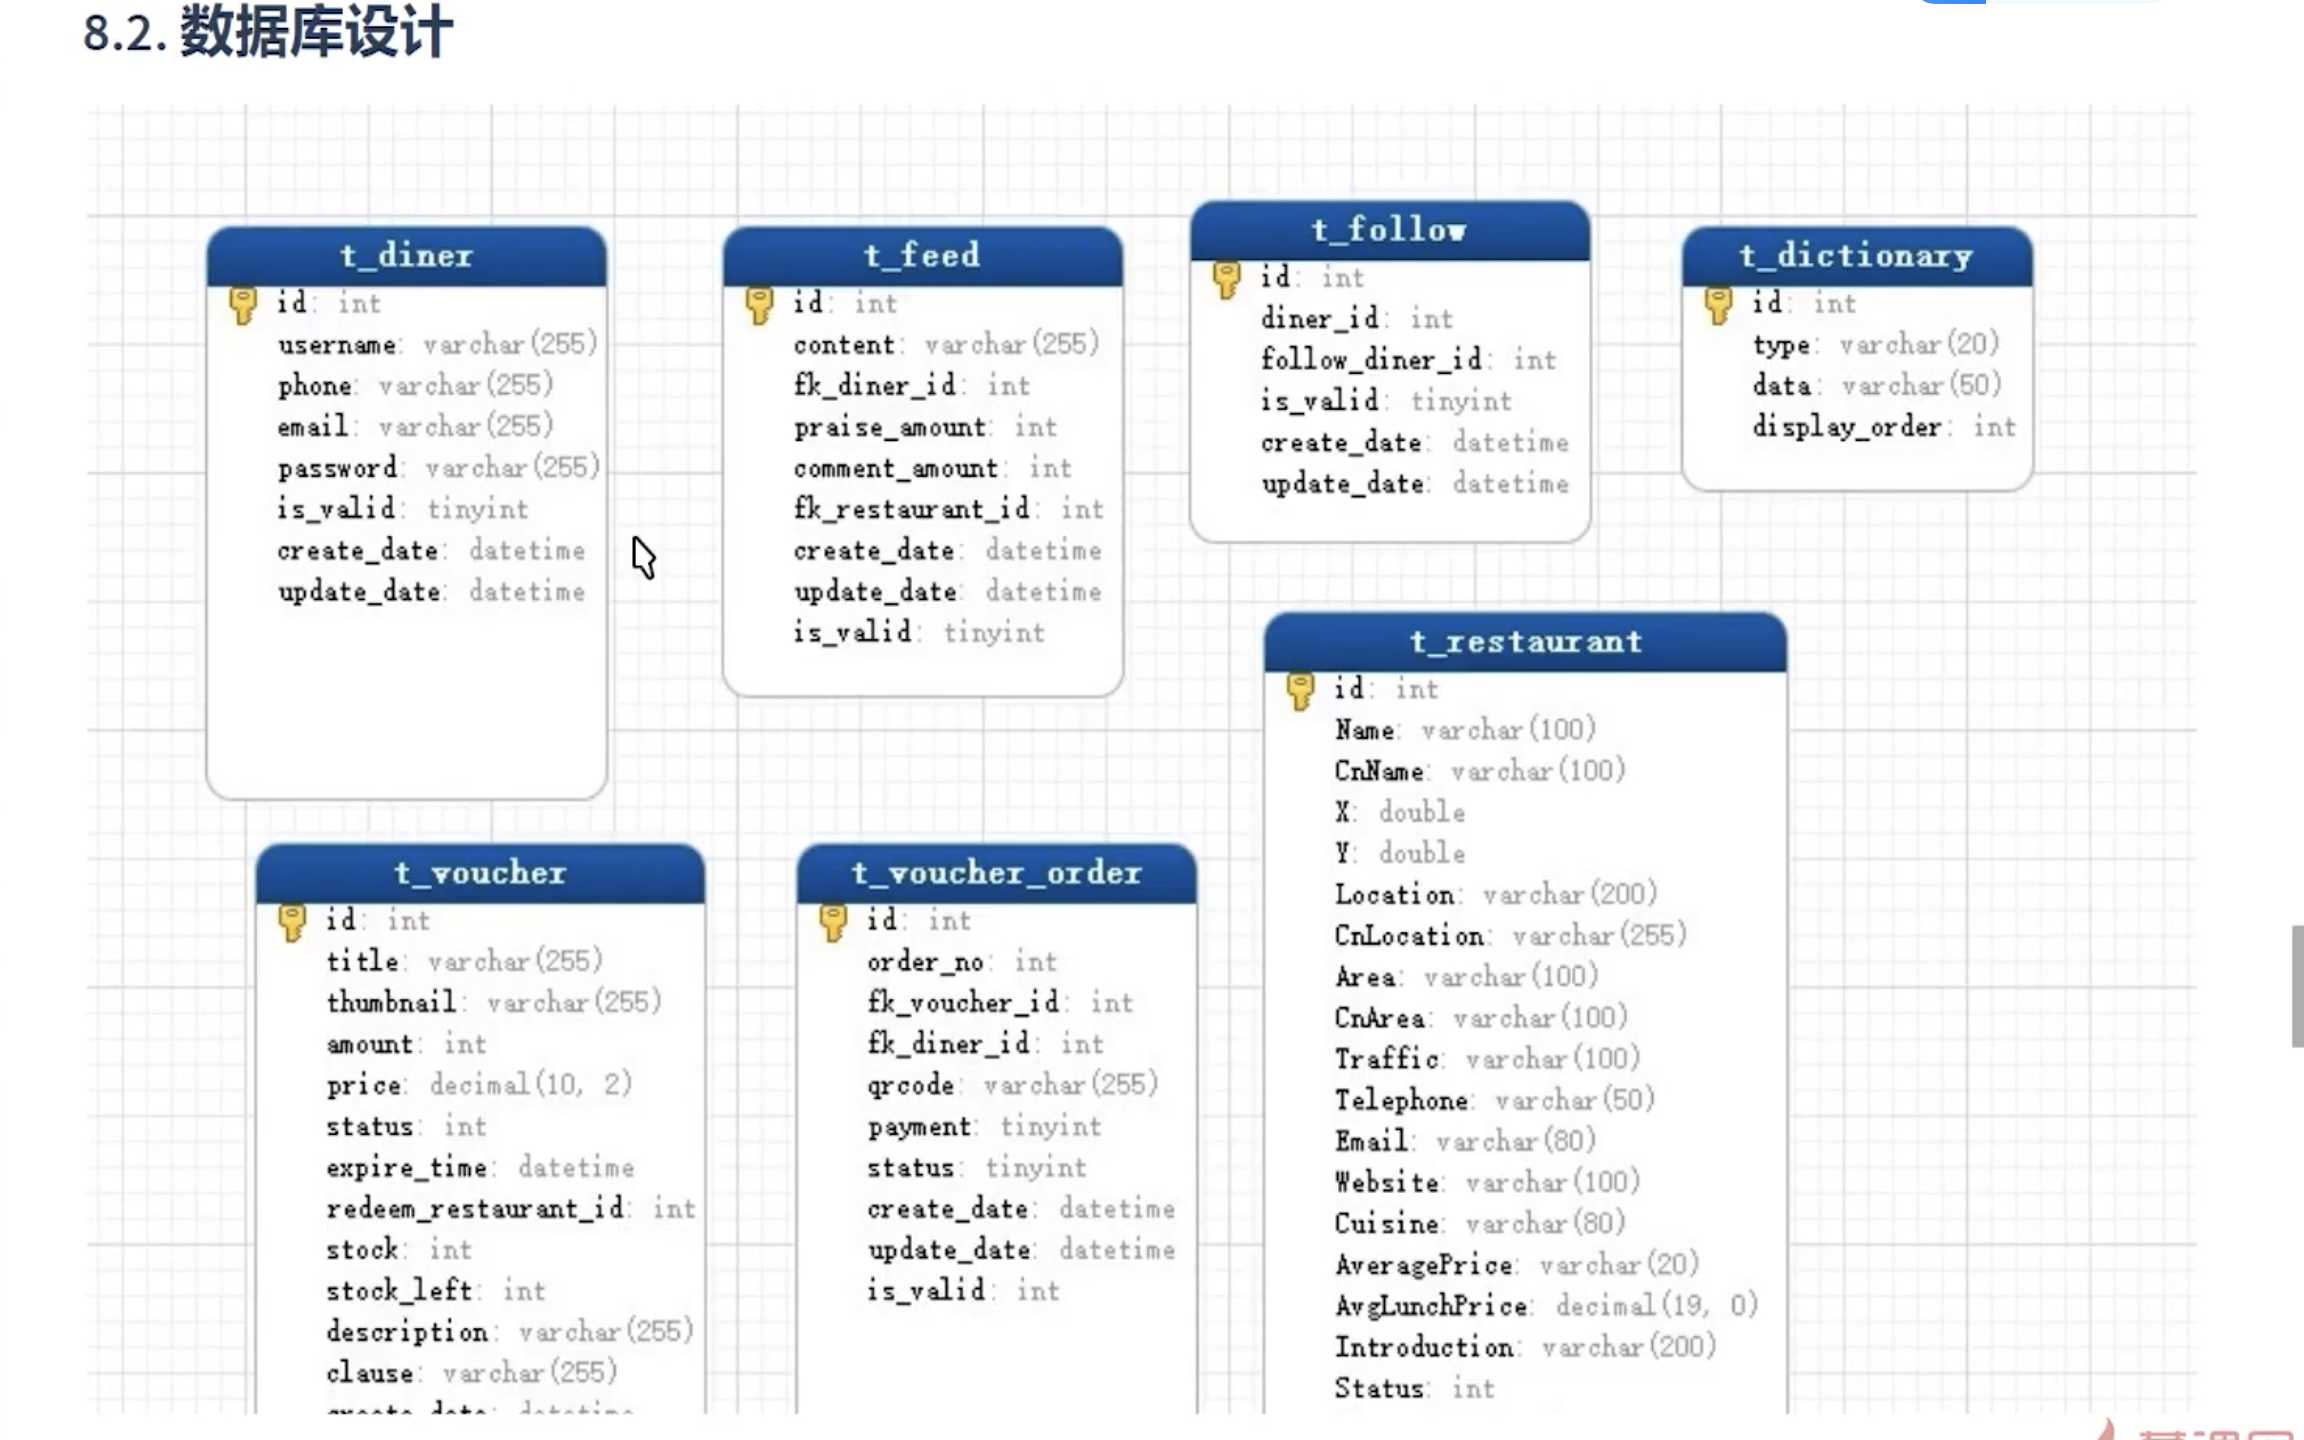 8.2. 数据库设计
t_diner
id: int
username: varchar(255)
phone: varchar(255)
email: varchar(255)
password: varchar(255)
is_valid: tinyint
create_date: datetime
update_date: datetime
t_feed
id: int
content: varchar(255)
fk_diner_id: int
praise_amount: int
comment_amount: int
fk_restaurant_id: int
create_date: datetime
update_date: datetime
is_valid: tinyint
t_follow
id: int
diner_id: int
follow_diner_id: int
is_valid: tinyint
create_date: datetime
update_date: datetime
t_dictionary
id: int
type: varchar(20)
data: varchar(50)
display_order: int
t_voucher
id: int
title: varchar(255)
thumbnail: varchar(255)
amount: int
price: decimal(10, 2)
status: int
expire_time: datetime
redeem_restaurant_id: int
stock: int
stock_left: int
description: varchar(255)
clause: varchar(255)
create_date: datetime
t_voucher_order
id: int
order_no: int
fk_voucher_id: int
fk_diner_id: int
qrcode: varchar(255)
payment: tinyint
status: tinyint
create_date: datetime
update_date: datetime
is_valid: int
t_restaurant
id: int
Name: varchar(100)
CnName: varchar(100)
X: double
Y: double
Location: varchar(200)
CnLocation: varchar(255)
Area: varchar(100)
CnArea: varchar(100)
Traffic: varchar(100)
Telephone: varchar(50)
Email: varchar(80)
Website: varchar(100)
Cuisine: varchar(80)
AveragePrice: varchar(20)
AvgLunchPrice: decimal(19, 0)
Introduction: varchar(200)
Status: int